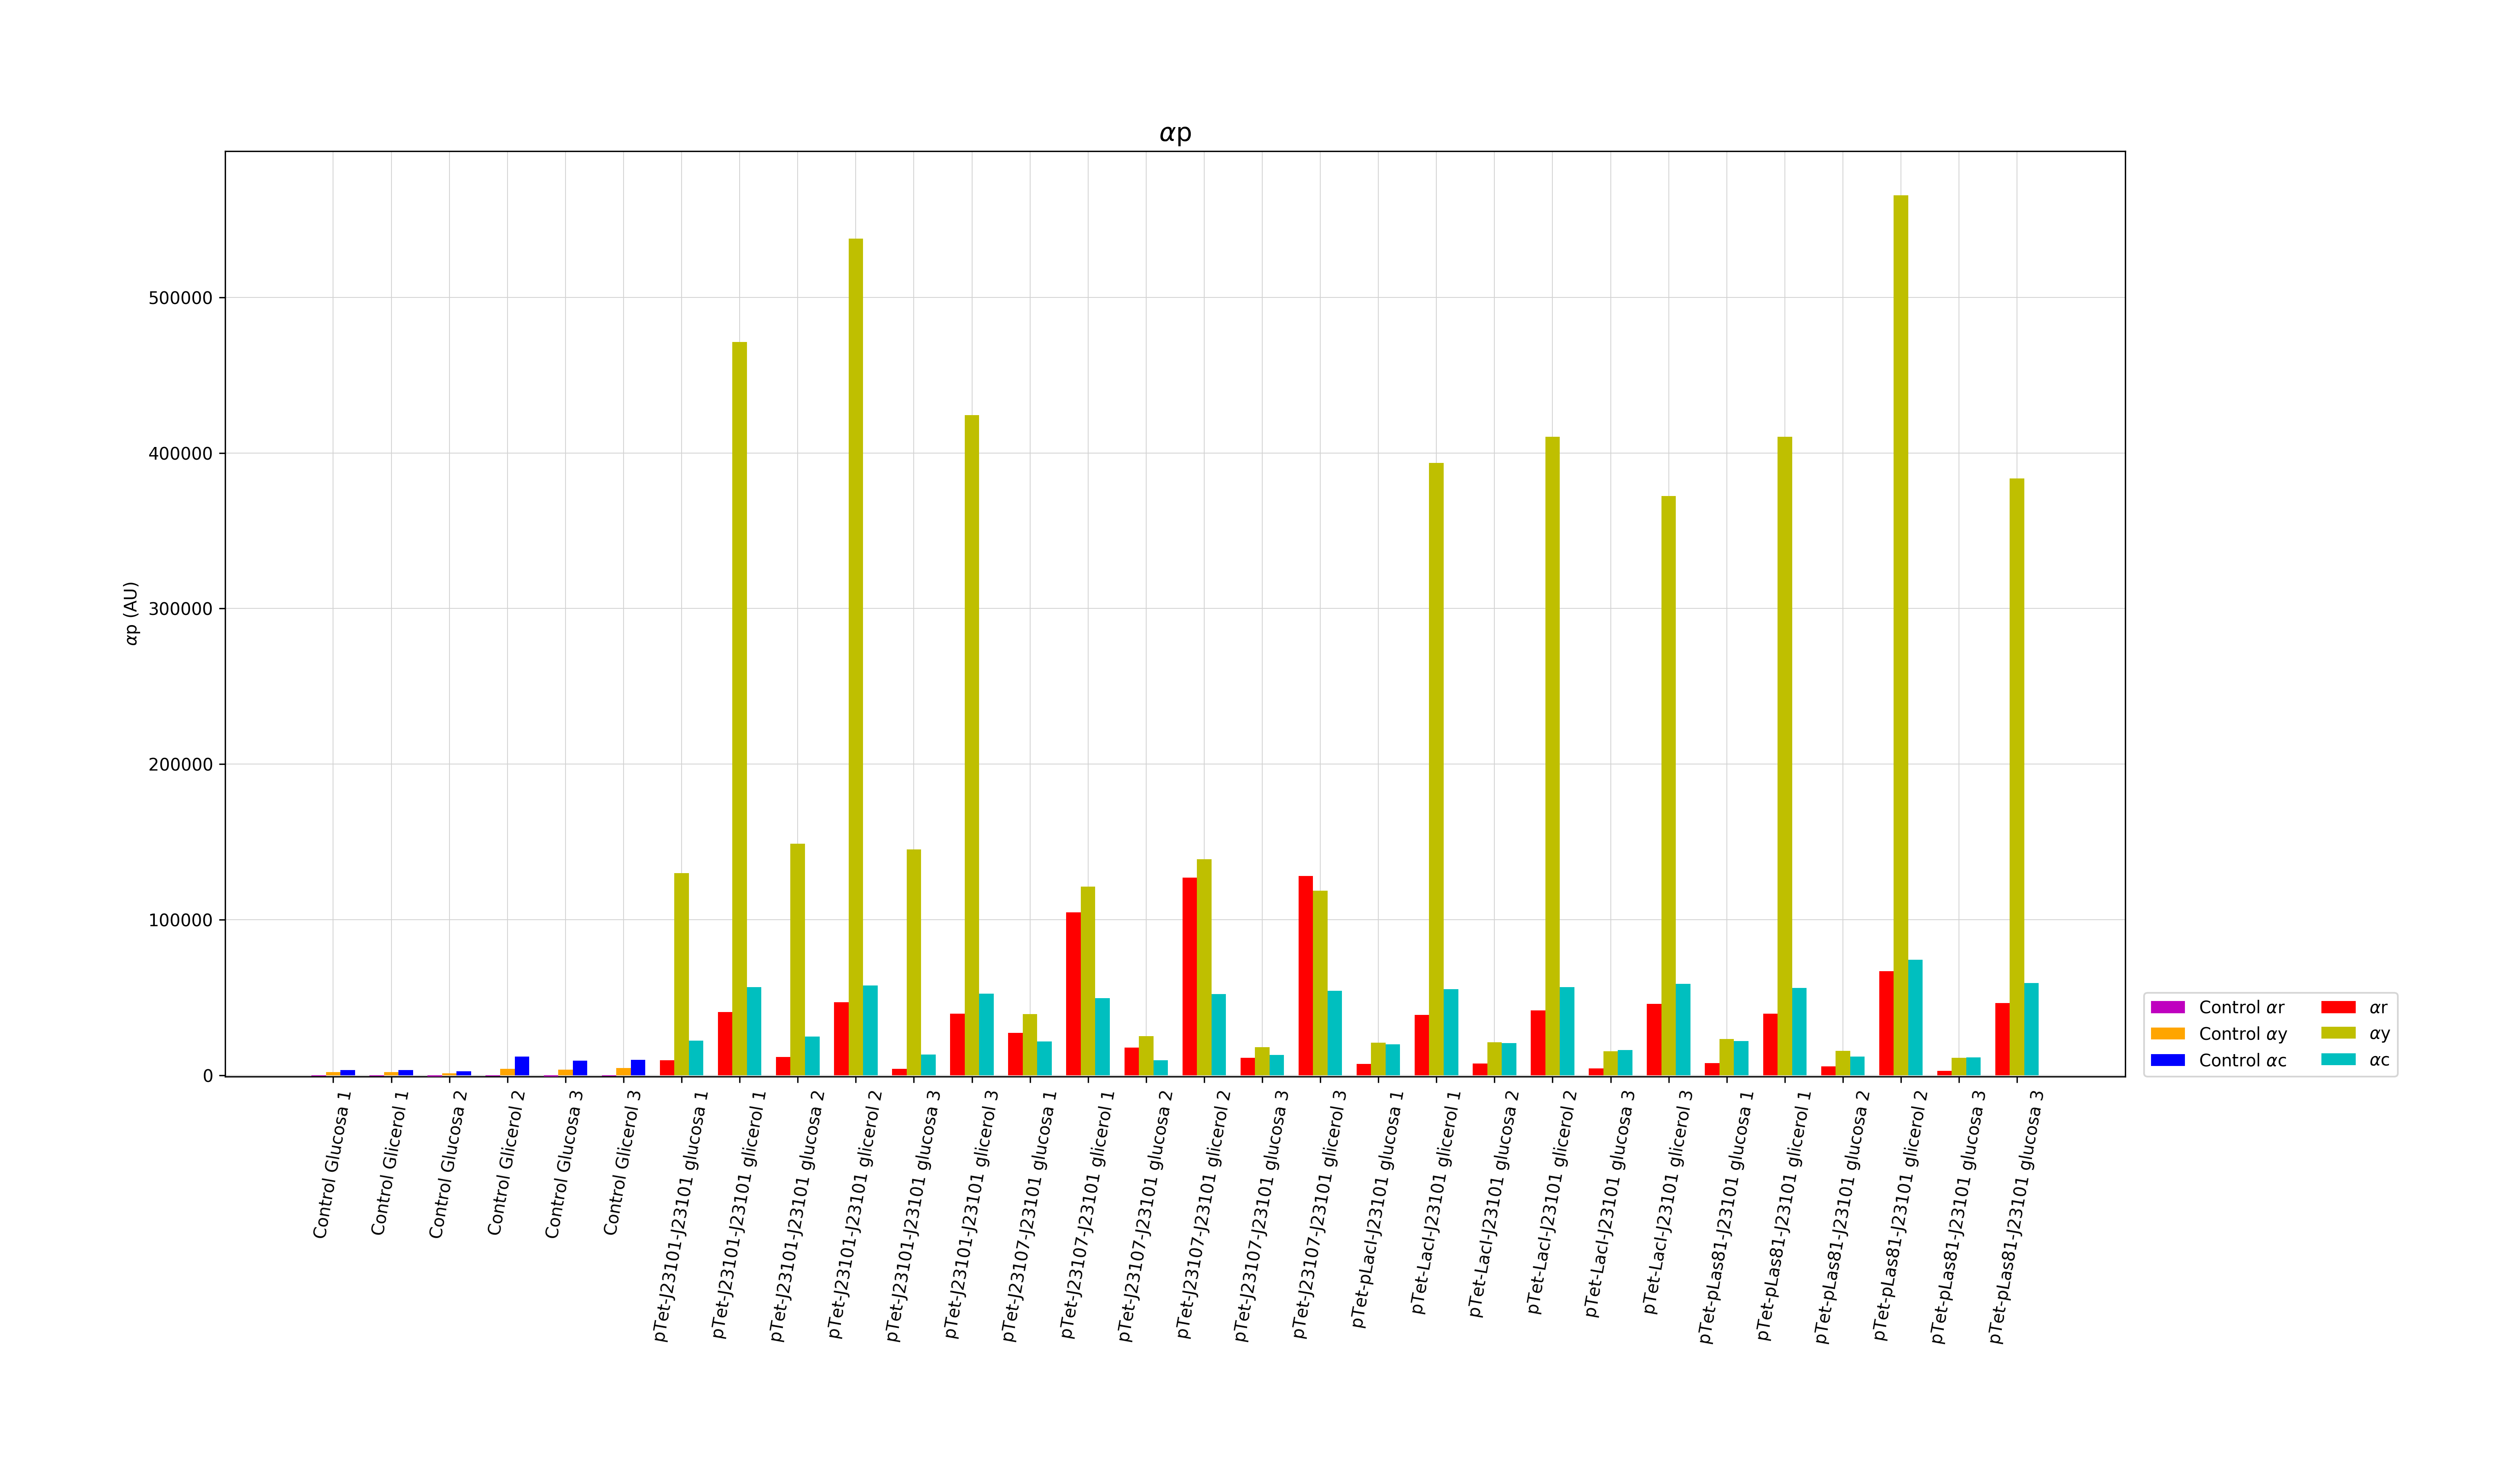 αp
αp (AU)
500000
400000
300000
200000
100000
0
Control Glucosa 1
Control Glicerol 1
Control Glucosa 2
Control Glicerol 2
Control Glucosa 3
Control Glicerol 3
pTet-J23101-J23101 glucosa 1
pTet-J23101-J23101 glicerol 1
pTet-J23101-J23101 glucosa 2
pTet-J23101-J23101 glicerol 2
pTet-J23101-J23101 glucosa 3
pTet-J23101-J23101 glicerol 3
pTet-J23107-J23101 glucosa 1
pTet-J23107-J23101 glicerol 1
pTet-J23107-J23101 glucosa 2
pTet-J23107-J23101 glicerol 2
pTet-J23107-J23101 glucosa 3
pTet-J23107-J23101 glicerol 3
pTet-pLacI-J23101 glucosa 1
pTet-LacI-J23101 glicerol 1
pTet-LacI-J23101 glucosa 2
pTet-LacI-J23101 glicerol 2
pTet-LacI-J23101 glucosa 3
pTet-LacI-J23101 glicerol 3
pTet-pLas81-J23101 glucosa 1
pTet-pLas81-J23101 glicerol 1
pTet-pLas81-J23101 glucosa 2
pTet-pLas81-J23101 glicerol 2
pTet-pLas81-J23101 glucosa 3
pTet-pLas81-J23101 glucosa 3
Control αr
Control αy
Control αc
αr
αy
αc